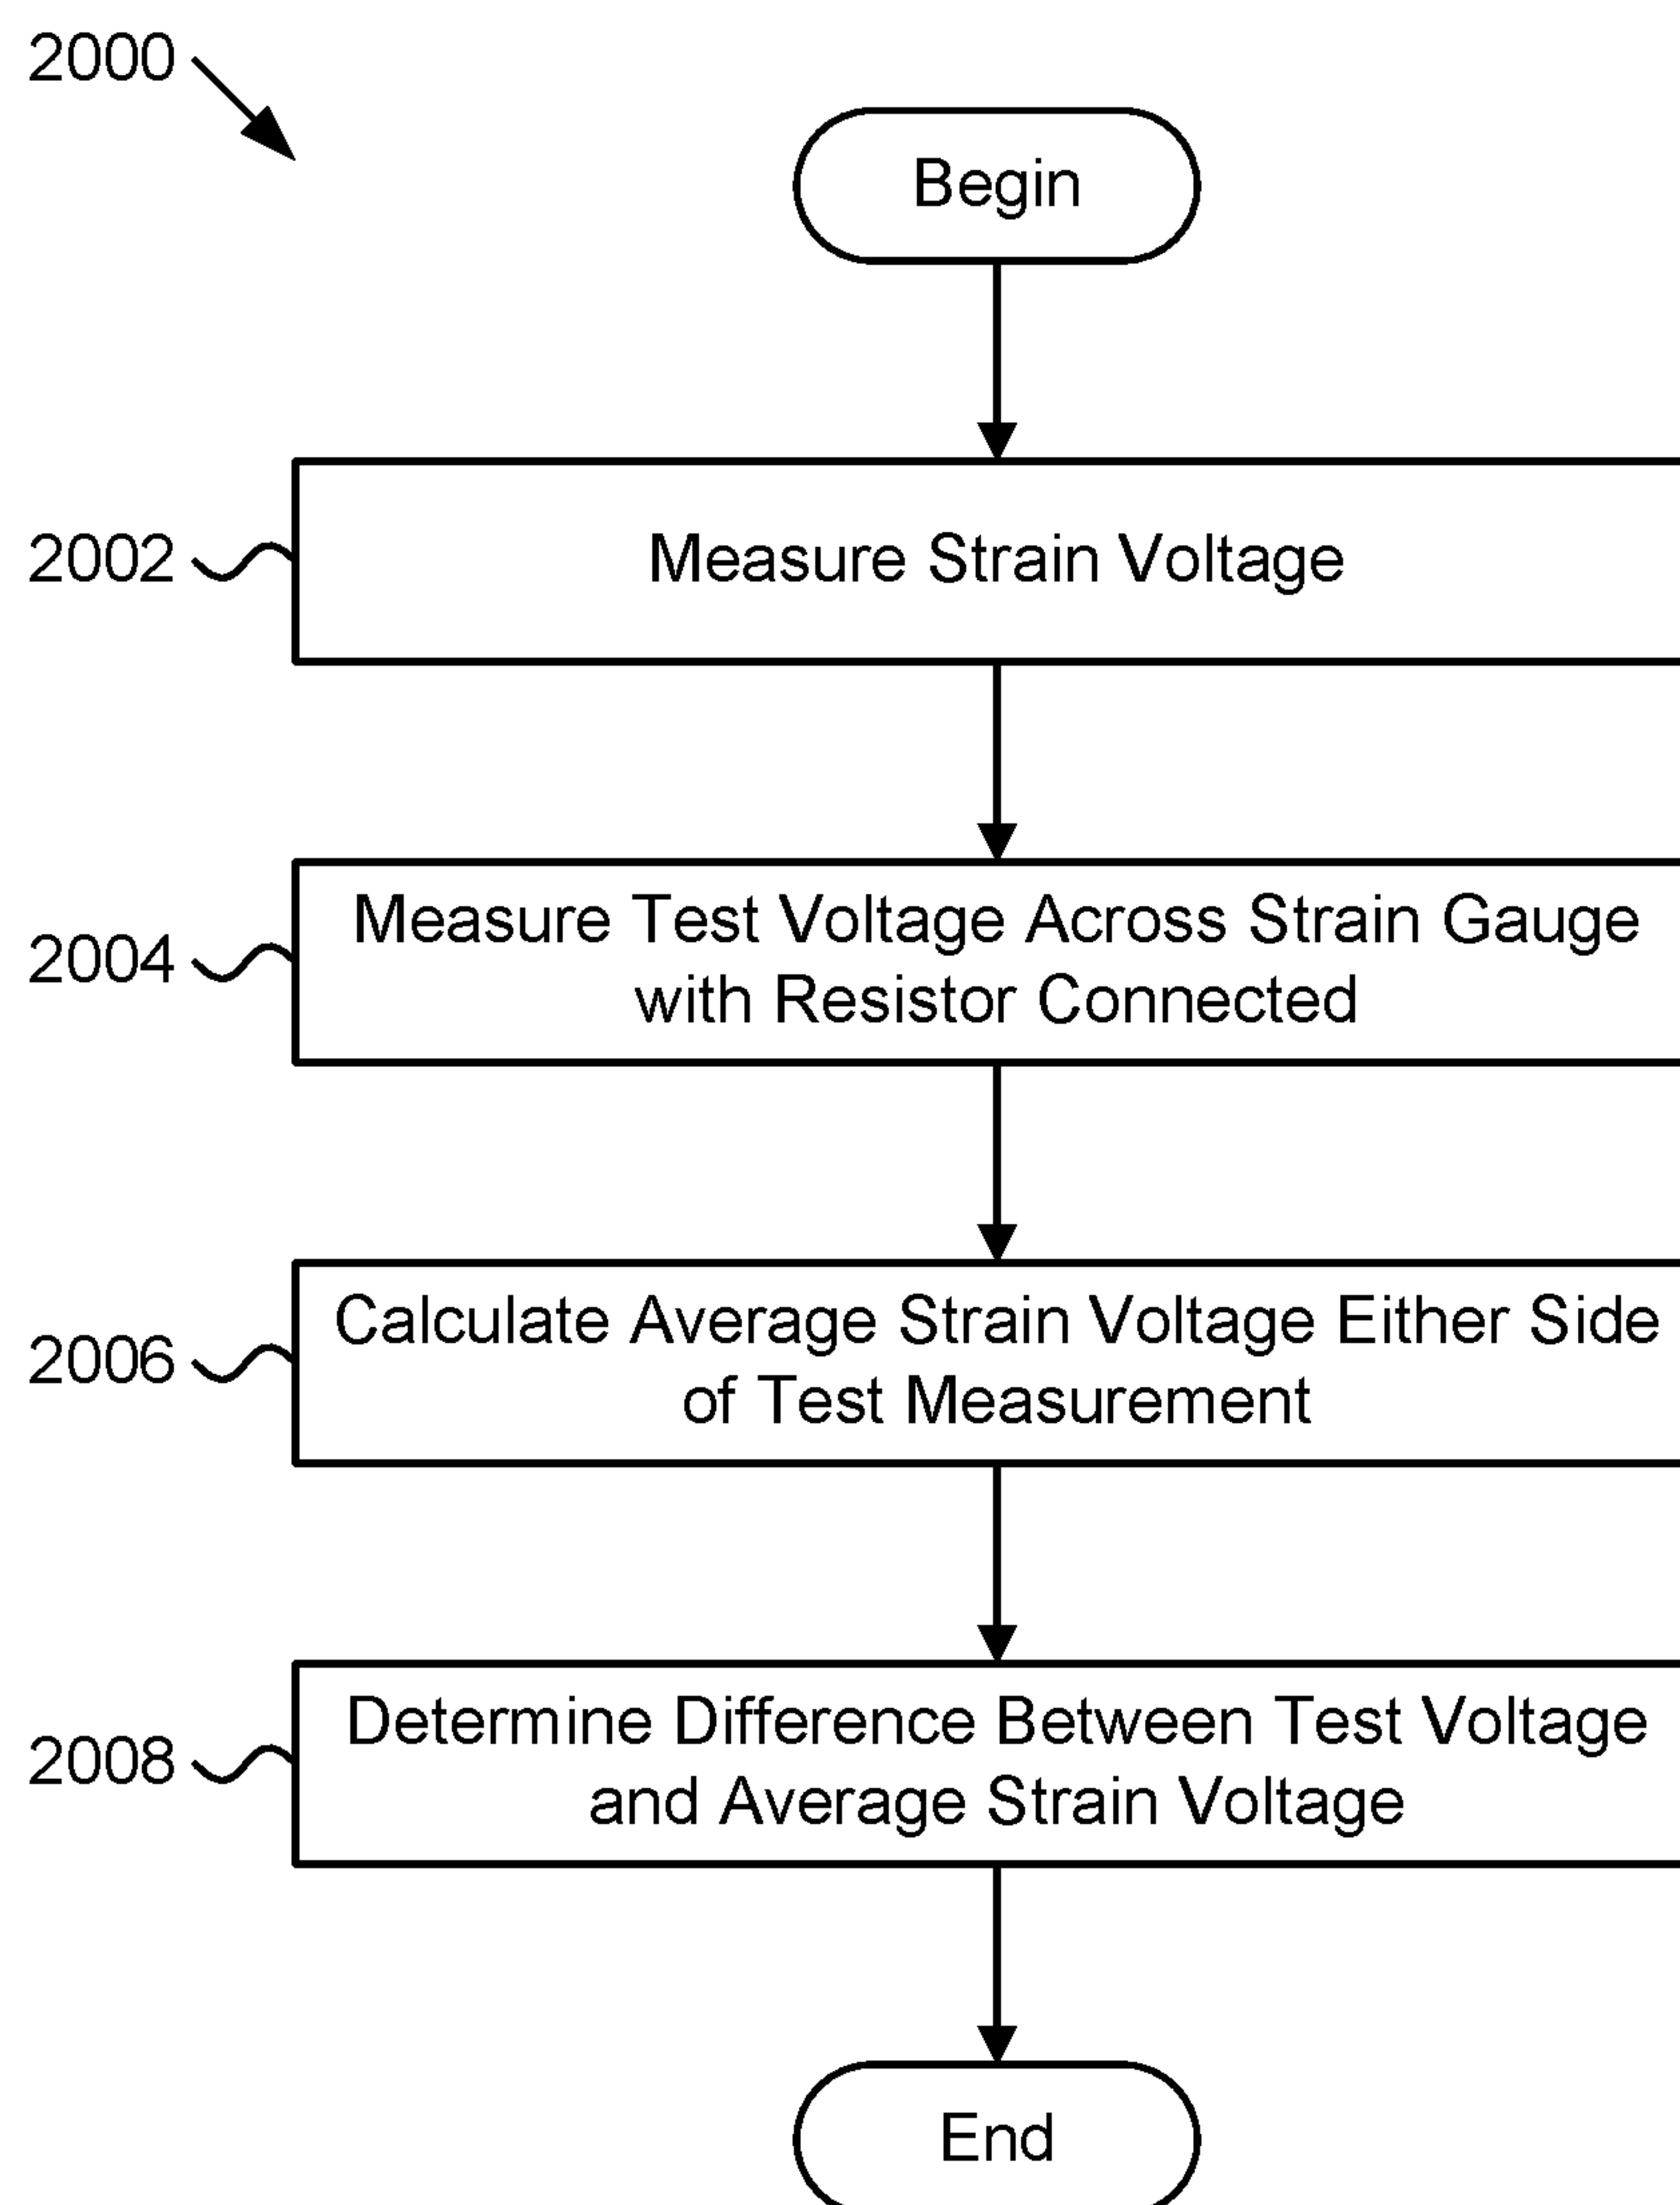 2000
Begin
2002
Measure Strain Voltage
2004
Measure Test Voltage Across Strain Gauge
with Resistor Connected
2006
Calculate Average Strain Voltage Either Side
of Test Measurement
2008
Determine Difference Between Test Voltage
and Average Strain Voltage
End